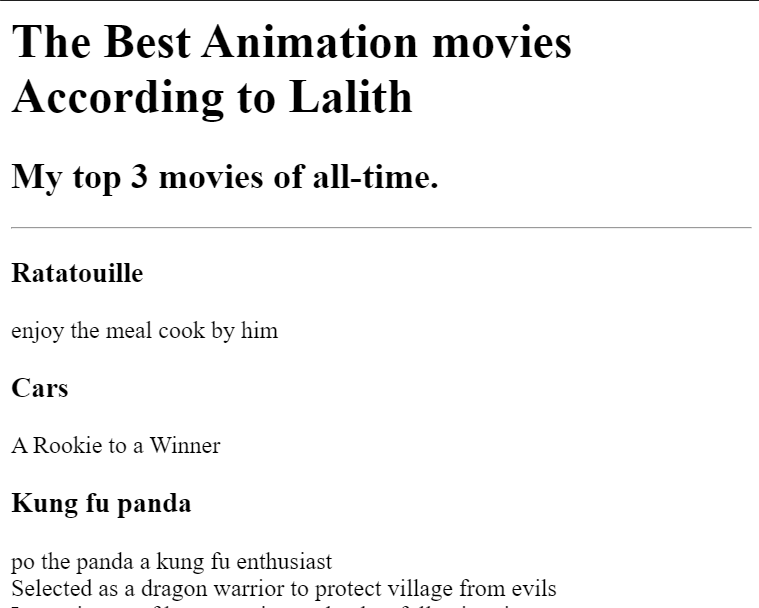 The Best Animation movies
According to Lalith
My top 3 movies of all-time.
Ratatouille
enjoy the meal cook by him
Cars
A Rookie to a Winner
Kung fu panda
po the panda a kung fu enthusiast
Selected as a dragon warrior to protect village from evils